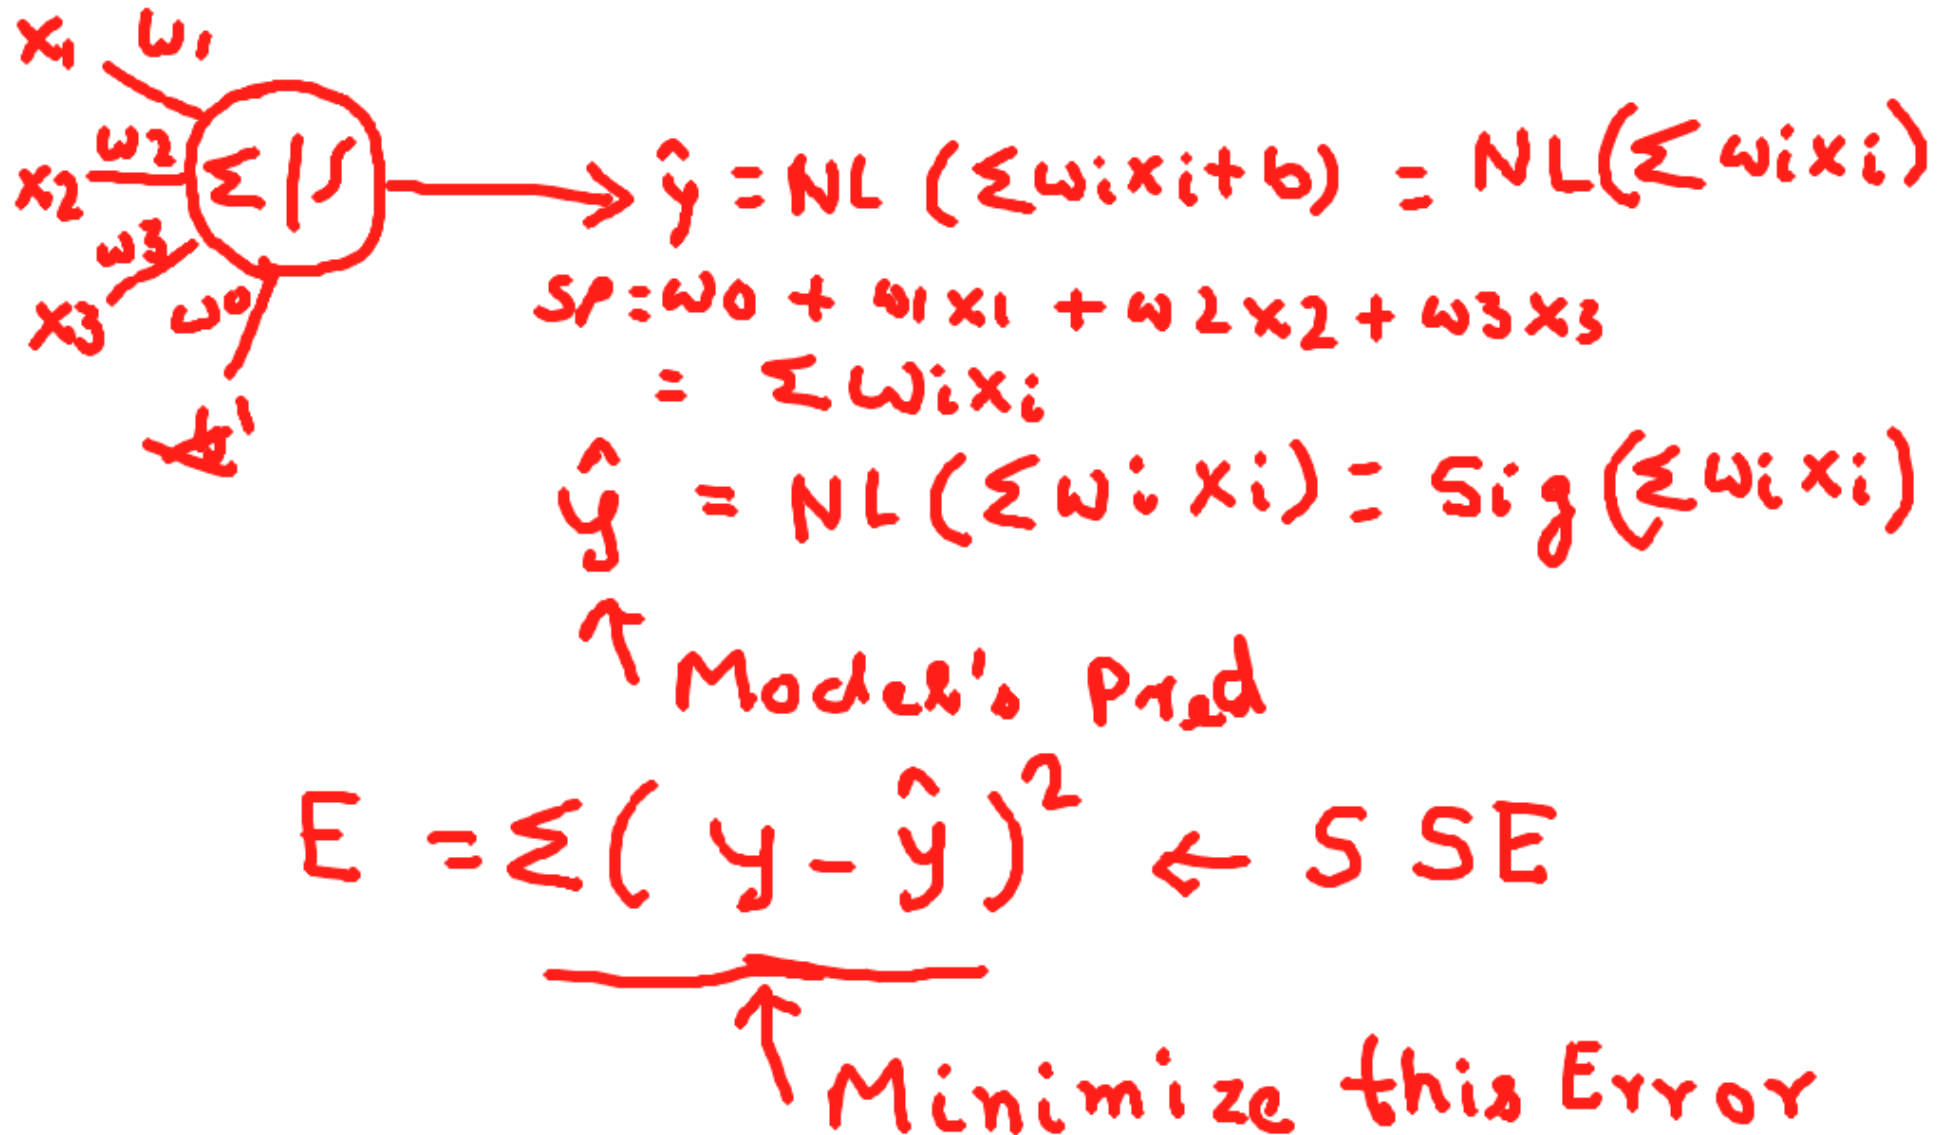 x1 w1
w2
x2 Σ | ŷ = NL (Σwixi+b) = NL(Σwixi)
w3
x3 w0
SP = w0 + w1x1 + w2x2 + w3x3
= Σwixi
1
ŷ = NL(Σwixi) = Sig(Σwixi)
↑ Model's Pred
E = Σ(y-ŷ)² ← SSE
↑ Minimize this Error